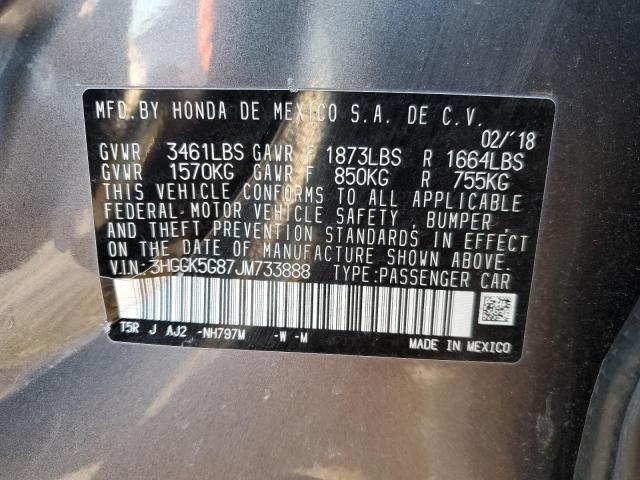 MFD. BY HONDA DE MEXICO S.A. DE C.V.
02/'18
GVWR 3461LBS GAWR F 1873LBS R 1664LBS
GVWR 1570KG GAWR F 850KG R 755KG
THIS VEHICLE CONFORMS TO ALL APPLICABLE
FEDERAL MOTOR VEHICLE SAFETY, BUMPER,
AND THEFT PREVENTION STANDARDS IN EFFECT
ON THE DATE OF MANUFACTURE SHOWN ABOVE.
V.I.N: 3HGGK5G87JM733888 TYPE:PASSENGER CAR
T5R J AJ2 -NH797M -W -M
MADE IN MEXICO